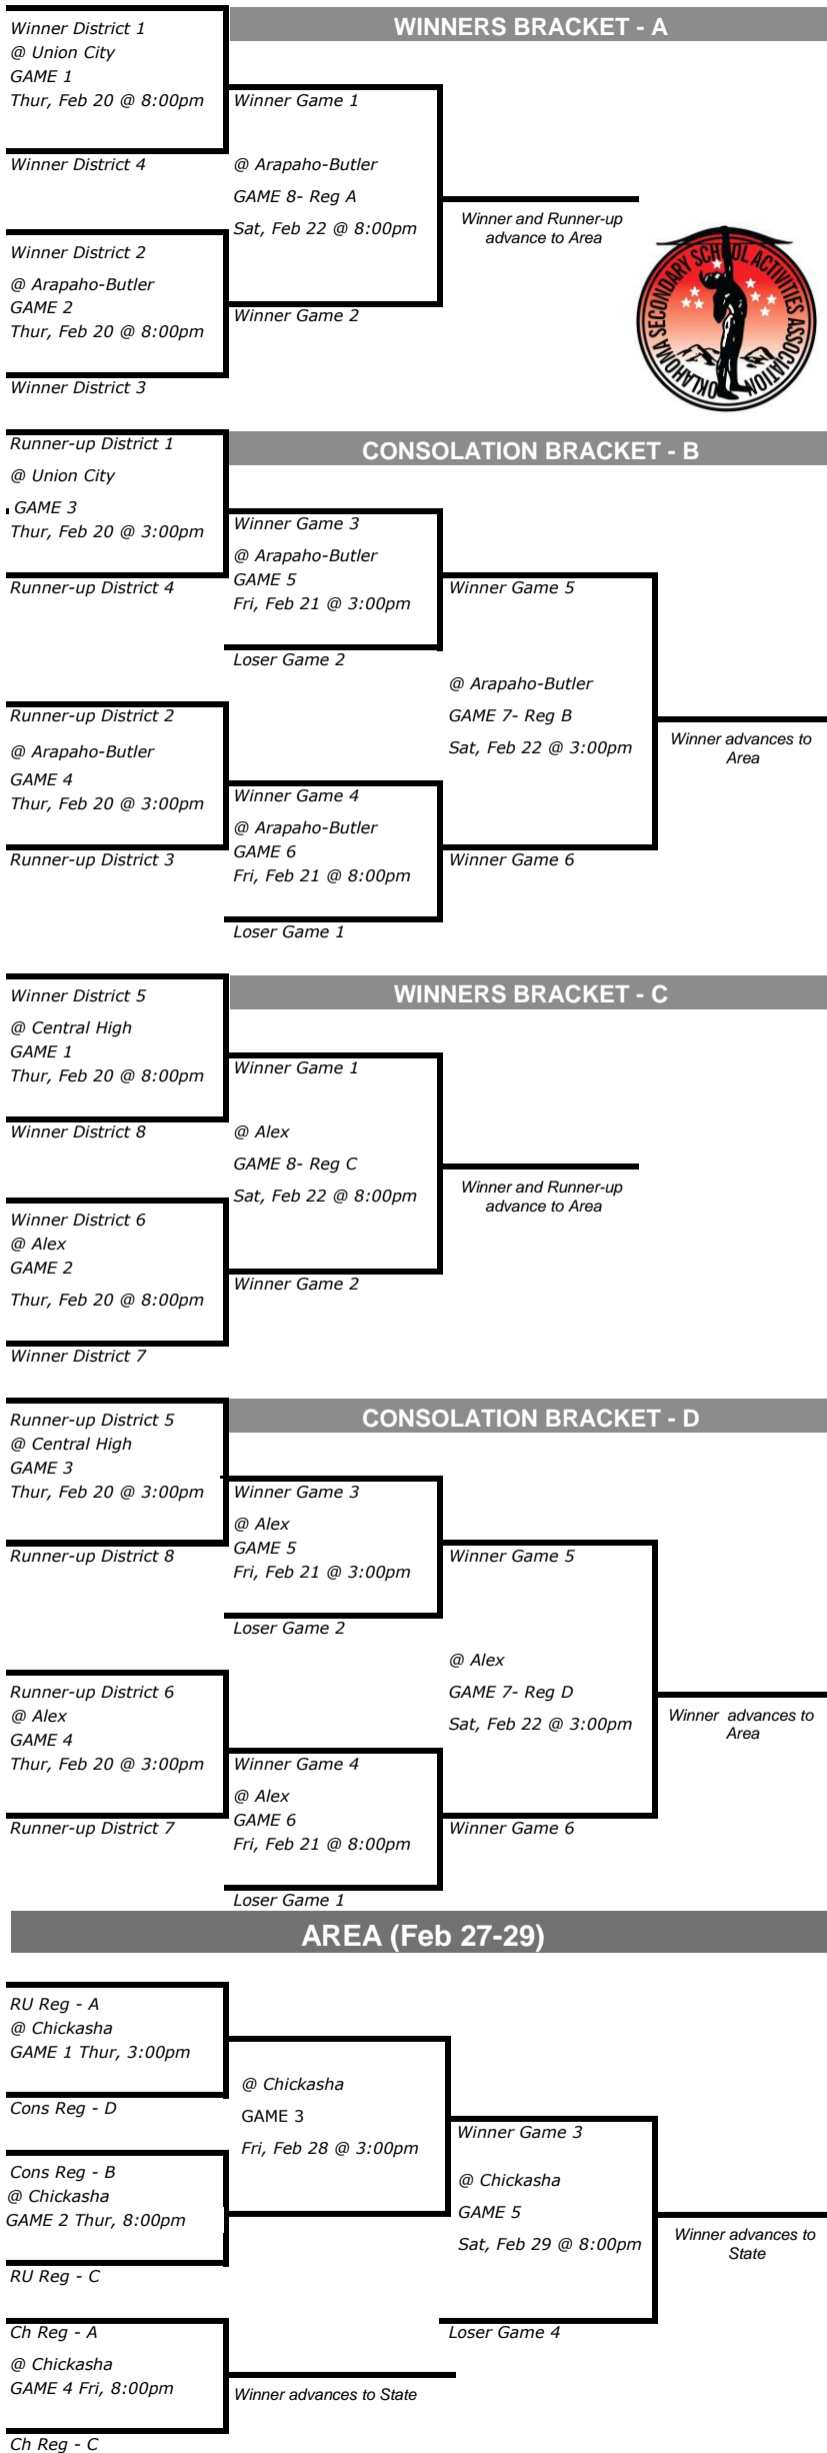 WINNERS BRACKET - A
Winner District 1
@ Union City
GAME 1
Thur, Feb 20 @ 8:00pm
Winner District 4
Winner Game 1
@ Arapaho-Butler
GAME 8- Reg A
Sat, Feb 22 @ 8:00pm
Winner Game 2
Winner and Runner-up
advance to Area
Winner District 2
@ Arapaho-Butler
GAME 2
Thur, Feb 20 @ 8:00pm
Winner District 3
OKLAHOMA SECONDARY SCHOOL ACTIVITIES ASSOCIATION
CONSOLATION BRACKET - B
Runner-up District 1
@ Union City
GAME 3
Thur, Feb 20 @ 3:00pm
Runner-up District 4
Winner Game 3
@ Arapaho-Butler
GAME 5
Fri, Feb 21 @ 3:00pm
Loser Game 2
Winner Game 5
@ Arapaho-Butler
GAME 7- Reg B
Sat, Feb 22 @ 3:00pm
Winner Game 6
Winner advances to
Area
Runner-up District 2
@ Arapaho-Butler
GAME 4
Thur, Feb 20 @ 3:00pm
Runner-up District 3
Winner Game 4
@ Arapaho-Butler
GAME 6
Fri, Feb 21 @ 8:00pm
Loser Game 1
WINNERS BRACKET - C
Winner District 5
@ Central High
GAME 1
Thur, Feb 20 @ 8:00pm
Winner District 8
Winner Game 1
@ Alex
GAME 8- Reg C
Sat, Feb 22 @ 8:00pm
Winner Game 2
Winner and Runner-up
advance to Area
Winner District 6
@ Alex
GAME 2
Thur, Feb 20 @ 8:00pm
Winner District 7
CONSOLATION BRACKET - D
Runner-up District 5
@ Central High
GAME 3
Thur, Feb 20 @ 3:00pm
Runner-up District 8
Winner Game 3
@ Alex
GAME 5
Fri, Feb 21 @ 3:00pm
Loser Game 2
Winner Game 5
@ Alex
GAME 7- Reg D
Sat, Feb 22 @ 3:00pm
Winner Game 6
Winner advances to
Area
Runner-up District 6
@ Alex
GAME 4
Thur, Feb 20 @ 3:00pm
Runner-up District 7
Winner Game 4
@ Alex
GAME 6
Fri, Feb 21 @ 8:00pm
Loser Game 1
AREA (Feb 27-29)
RU Reg - A
@ Chickasha
GAME 1 Thur, 3:00pm
Cons Reg - D
Cons Reg - B
@ Chickasha
GAME 2 Thur, 8:00pm
RU Reg - C
@ Chickasha
GAME 3
Fri, Feb 28 @ 3:00pm
Winner Game 3
@ Chickasha
GAME 5
Sat, Feb 29 @ 8:00pm
Loser Game 4
Winner advances to
State
Ch Reg - A
@ Chickasha
GAME 4 Fri, 8:00pm
Ch Reg - C
Winner advances to State